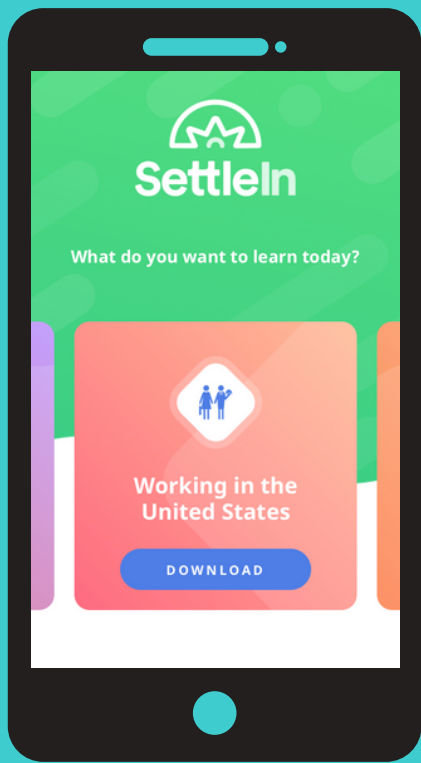 SettleIn
What do you want to learn today?
Working in the
United States
DOWNLOAD